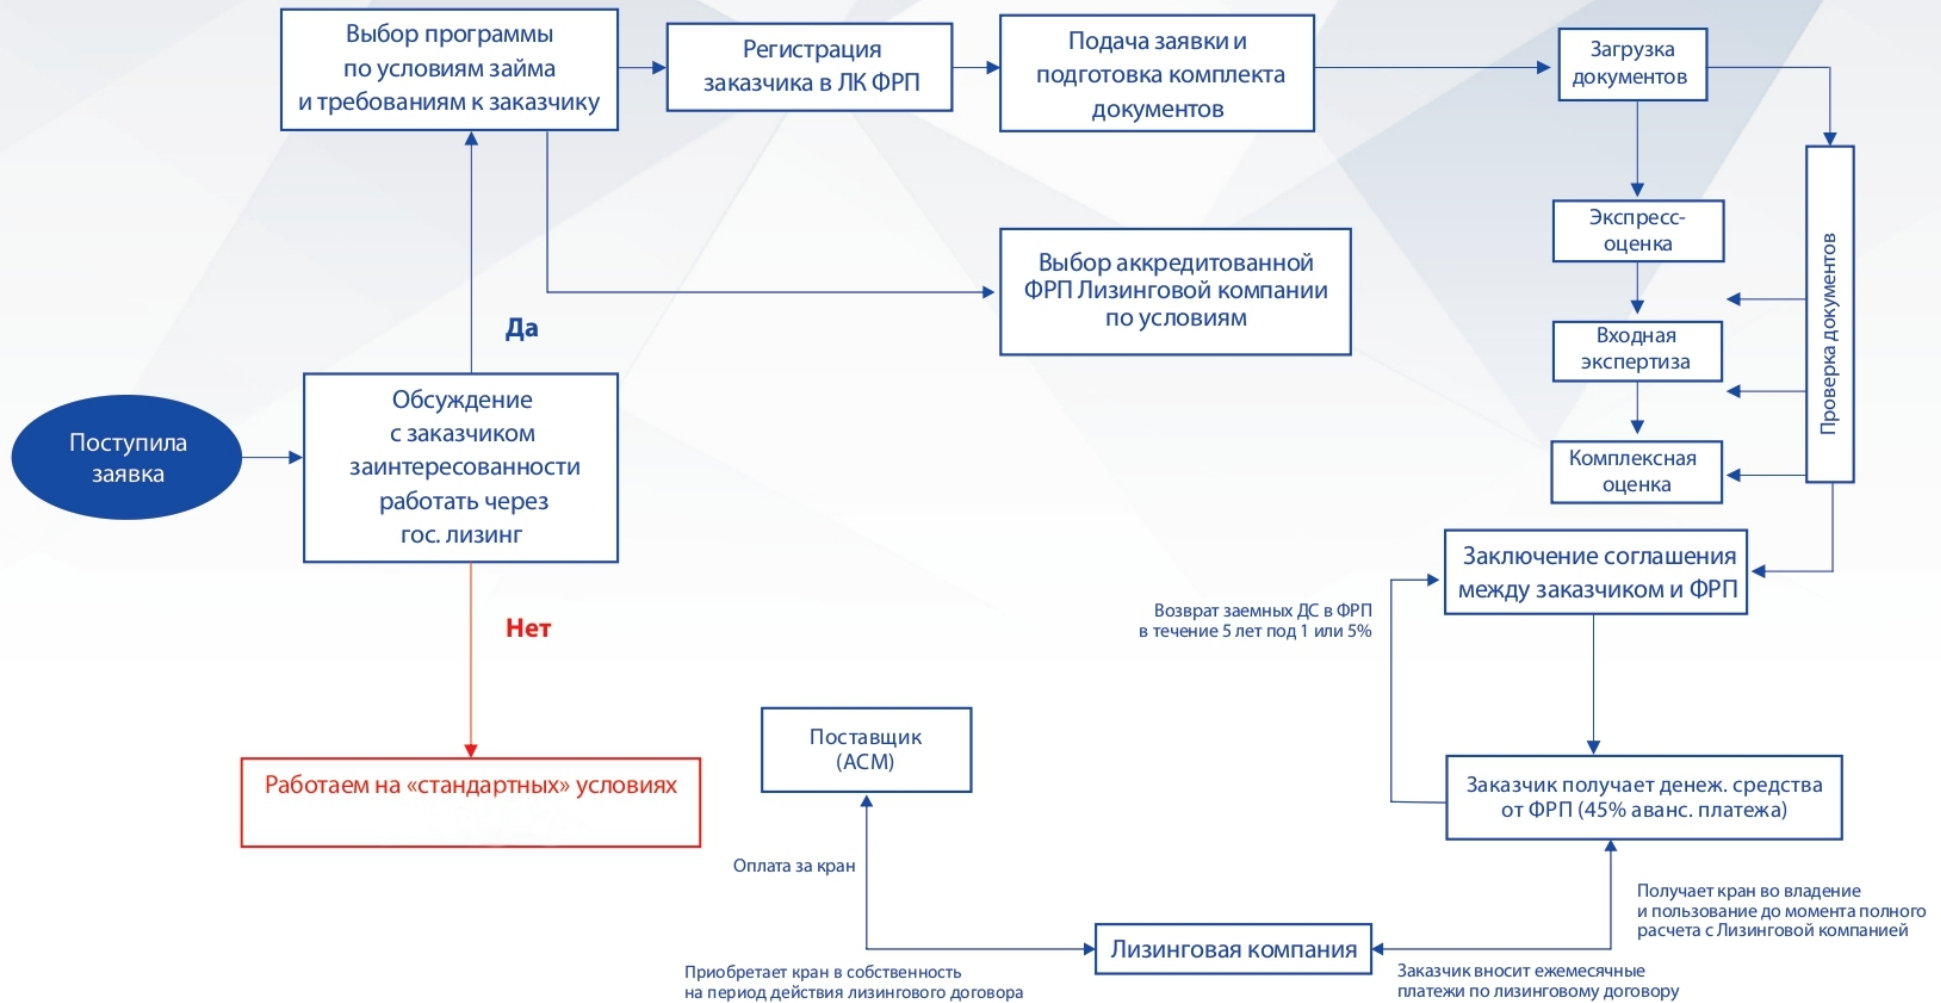 Выбор программы
по условиям займа
и требованиям к заказчику
Регистрация
заказчика в ЛК ФРП
Подача заявки и
подготовка комплекта
документов
Загрузка
документов
Экспресс-
оценка
Выбор аккредитованной
ФРП Лизинговой компании
по условиям
Входная
экспертиза
Проверка документов
Да
Обсуждение
с заказчиком
заинтересованности
работать через
гос. лизинг
Поступила
заявка
Комплексная
оценка
Заключение соглашения
между заказчиком и ФРП
Возврат заемных ДС в ФРП
в течение 5 лет под 1 или 5%
Нет
Работаем на «стандартных» условиях
Поставщик
(АСМ)
Заказчик получает денеж. средства
от ФРП (45% аванс. платежа)
Оплата за кран
Получает кран во владение
и пользование до момента полного
расчета с Лизинговой компанией
Лизинговая компания
Приобретает кран в собственность
на период действия лизингового договора
Заказчик вносит ежемесячные
платежи по лизинговому договору